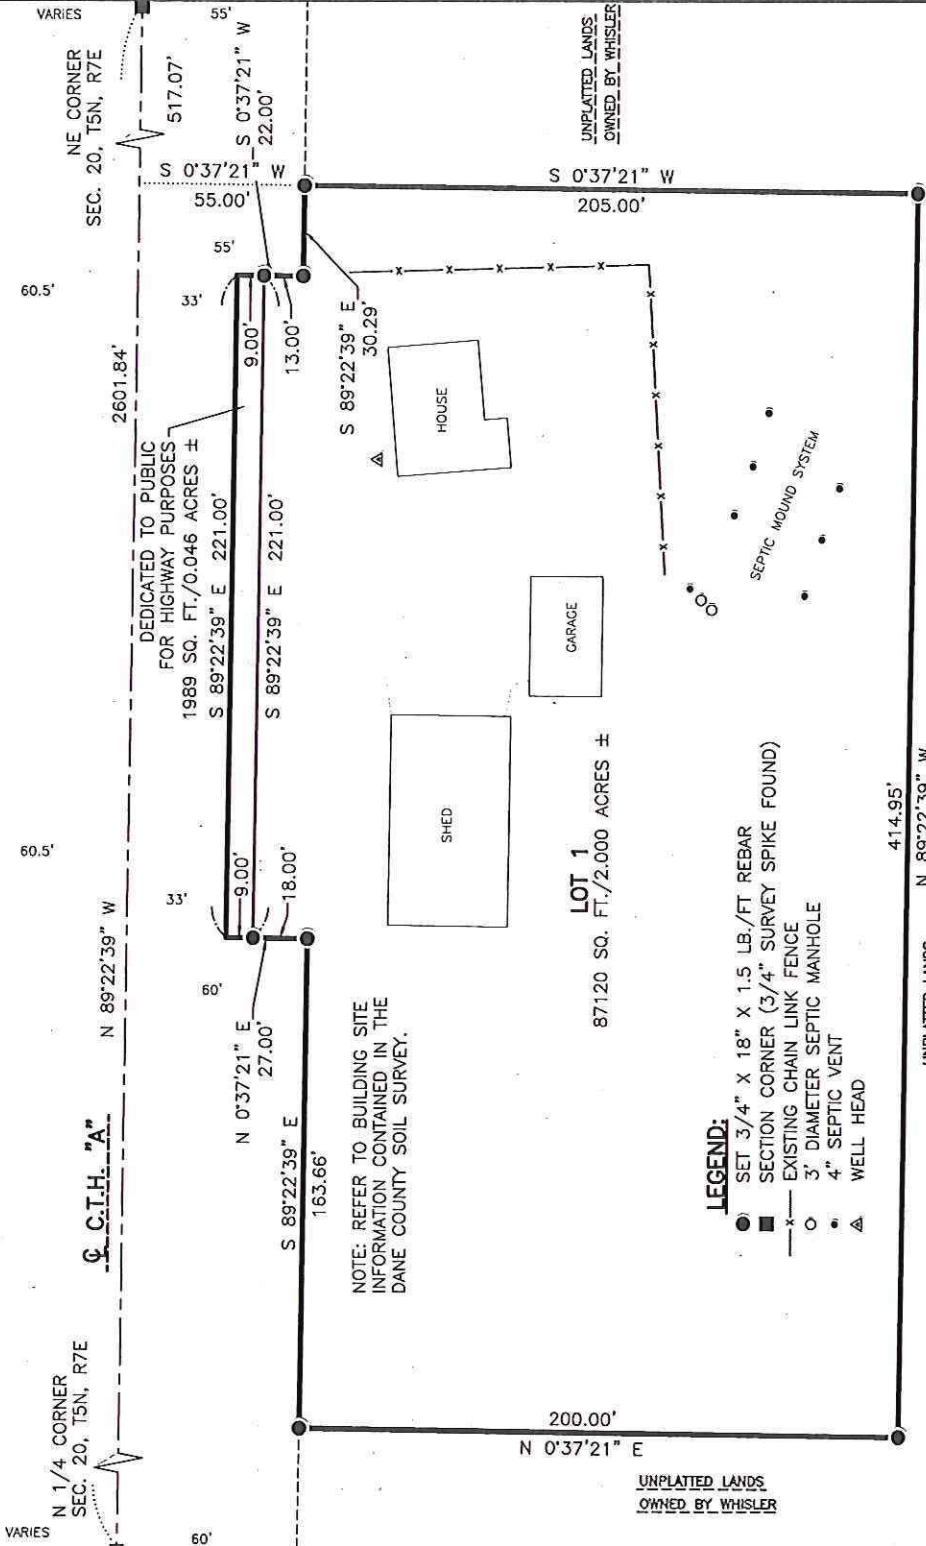 VARIES
55'
NE CORNER
SEC. 20, T5N, R7E
517.07'
S 0°37'21" W
22.00'
S 0°37'21" W
55.00'
UNPLATTED LANDS
OWNED BY WHISLER
S 0°37'21" W
205.00'
55'
60.5'
33'
9.00'
13.00'
S 89°22'39" E
30.29'
2601.84'
DEDICATED TO PUBLIC
FOR HIGHWAY PURPOSES
1989 SQ. FT./0.046 ACRES ±
S 89°22'39" E 221.00'
S 89°22'39" E 221.00'
HOUSE
SEPTIC MOUND SYSTEM
GARAGE
SHED
60.5'
33'
9.00'
18.00'
LOT 1
87120 SQ. FT./2.000 ACRES ±
414.95'
N 89°22'39" W
N 89°22'39" W
60'
N 0°37'21" E
27.00'
₵ C.T.H. "A"
S 89°22'39" E
163.66'
NOTE: REFER TO BUILDING SITE
INFORMATION CONTAINED IN THE
DANE COUNTY SOIL SURVEY.
LEGEND:
SET 3/4" X 18" X 1.5 LB./FT REBAR
SECTION CORNER (3/4" SURVEY SPIKE FOUND)
EXISTING CHAIN LINK FENCE
3' DIAMETER SEPTIC MANHOLE
4" SEPTIC VENT
WELL HEAD
N 1/4 CORNER
SEC. 20, T5N, R7E
VARIES
60'
200.00'
N 0°37'21" E
UNPLATTED LANDS
OWNED BY WHISLER
UNPLATTED LANDS